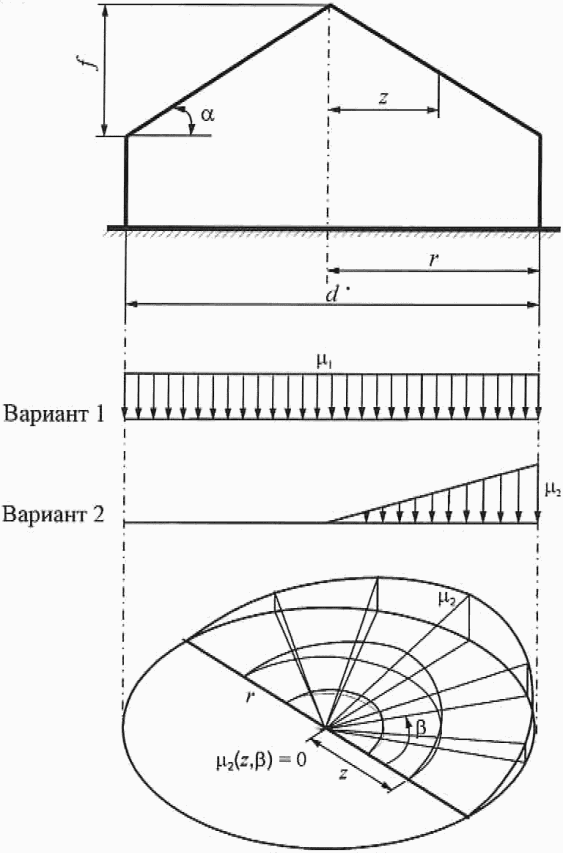 f
α
z
r
d
μ₁
Вариант 1
μ₂
Вариант 2
μ₂
r
β
μ₂(z,β) = 0
z